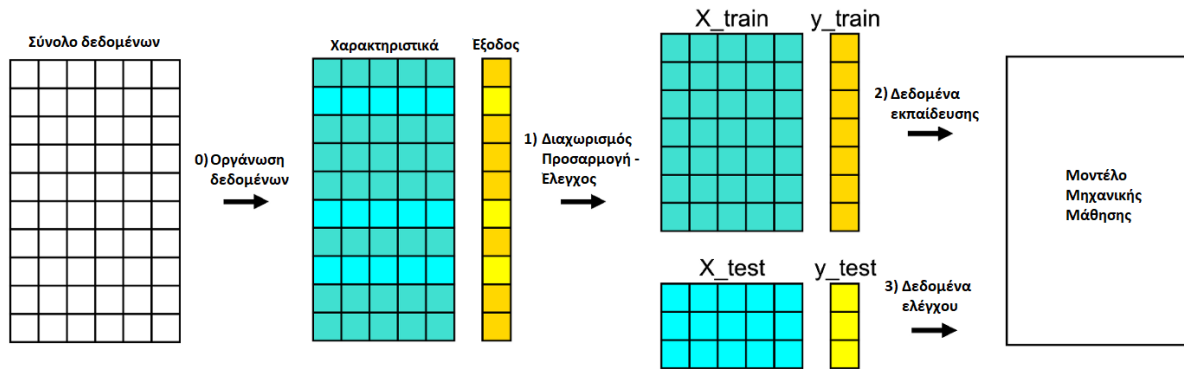 Σύνολο δεδομένων
0) Οργάνωση
δεδομένων
Χαρακτηριστικά
Έξοδος
1) Διαχωρισμός
Προσαρμογή -
Έλεγχος
X_train
y_train
X_test
y_test
2) Δεδομένα
εκπαίδευσης
3) Δεδομένα
ελέγχου
Μοντέλο
Μηχανικής
Μάθησης